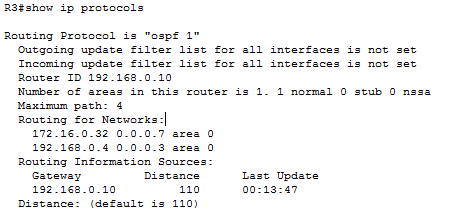 R3#show ip protocols
Routing Protocol is "ospf 1"
Outgoing update filter list for all interfaces is not set
Incoming update filter list for all interfaces is not set
Router ID 192.168.0.10
Number of areas in this router is 1. 1 normal 0 stub 0 nssa
Maximum path: 4
Routing for Networks:
172.16.0.32 0.0.0.7 area 0
192.168.0.4 0.0.0.3 area 0
Routing Information Sources:
Gateway Distance Last Update
192.168.0.10 110 00:13:47
Distance: (default is 110)